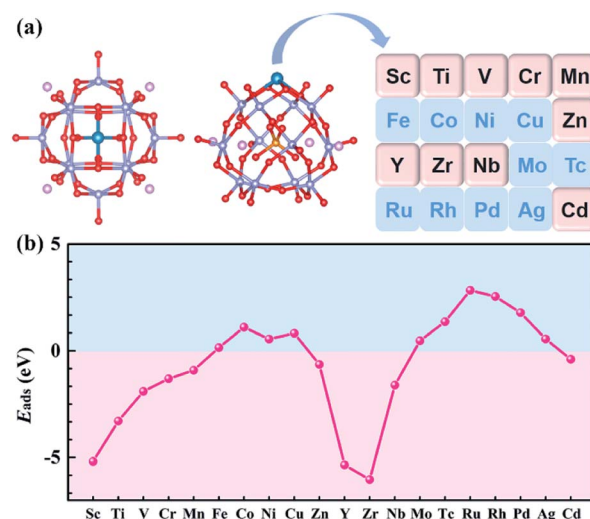 (a)
Sc Ti V Cr Mn
Fe Co Ni Cu Zn
Y Zr Nb Mo Tc
Ru Rh Pd Ag Cd
(b)
5
0
-5
Eads (eV)
Sc Ti V Cr Mn Fe Co Ni Cu Zn Y Zr Nb Mo Tc Ru Rh Pd Ag Cd